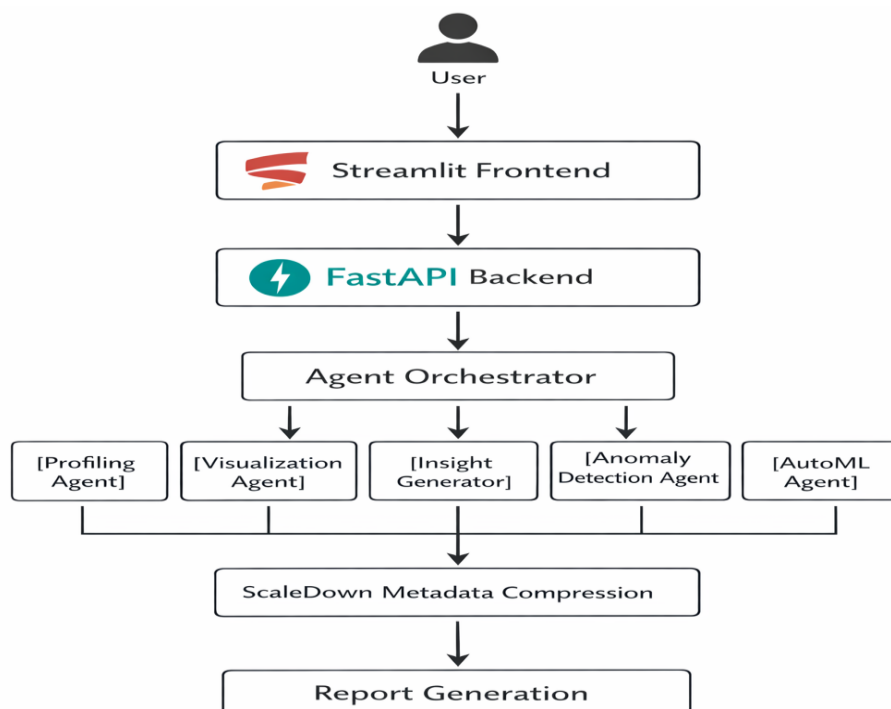 User
Streamlit Frontend
FastAPI Backend
Agent Orchestrator
[Profiling
Agent]
[Visualization
Agent]
[Insight
Generator]
[Anomaly
Detection Agent
[AutoML
Agent]
ScaleDown Metadata Compression
Report Generation